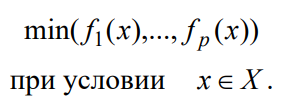 min(f₁(x),..., fₚ(x))
при условии x ∈ X .